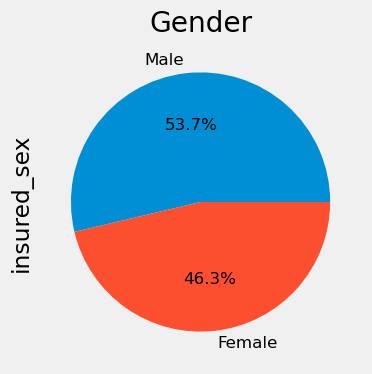 Gender
Male
53.7%
insured_sex
46.3%
Female